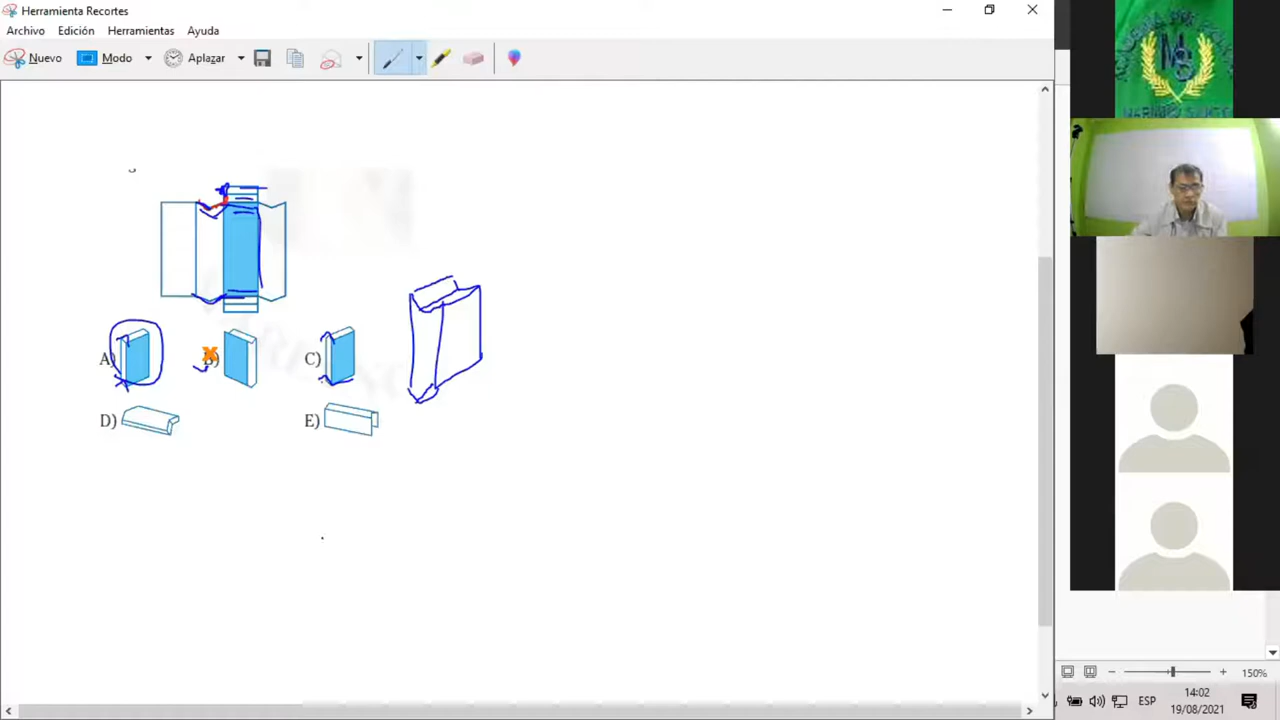 Herramienta Recortes
Archivo Edición Herramientas Ayuda
Nuevo Modo Aplazar
A) B) C)
D) E)
150%
ESP
14:02
19/08/2021